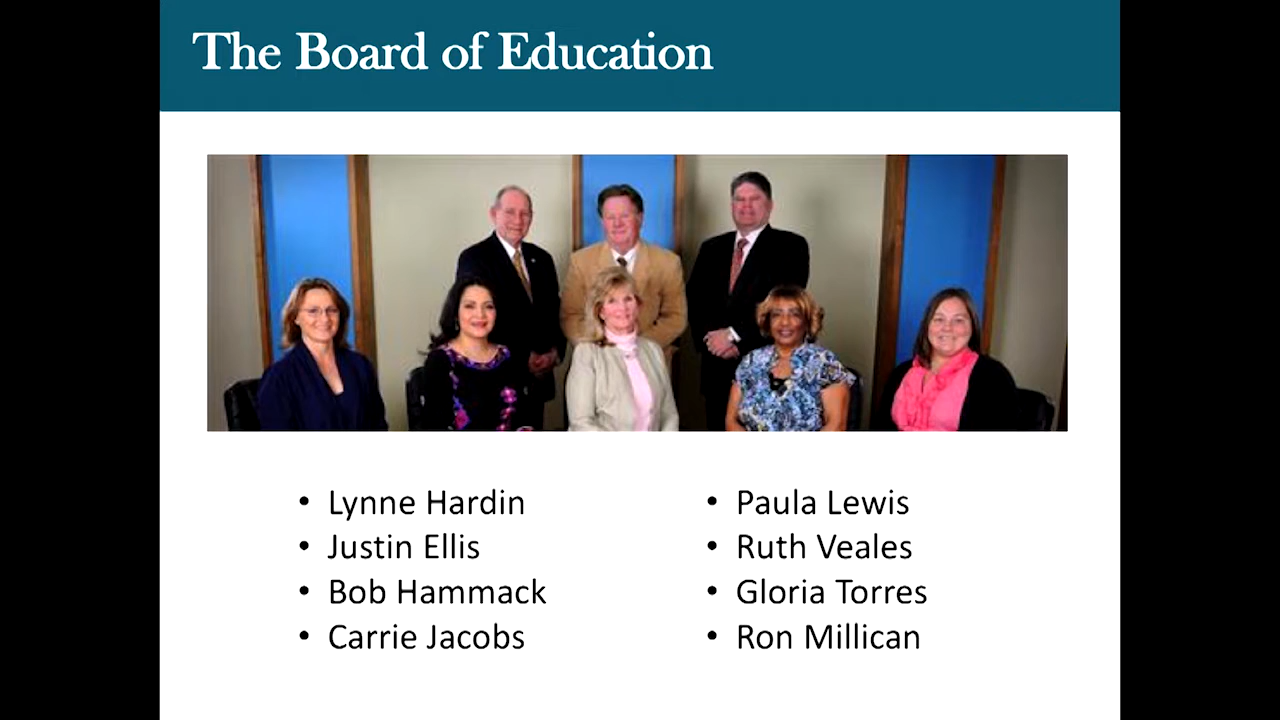 The Board of Education
• Lynne Hardin
• Justin Ellis
• Bob Hammack
• Carrie Jacobs
• Paula Lewis
• Ruth Veales
• Gloria Torres
• Ron Millican